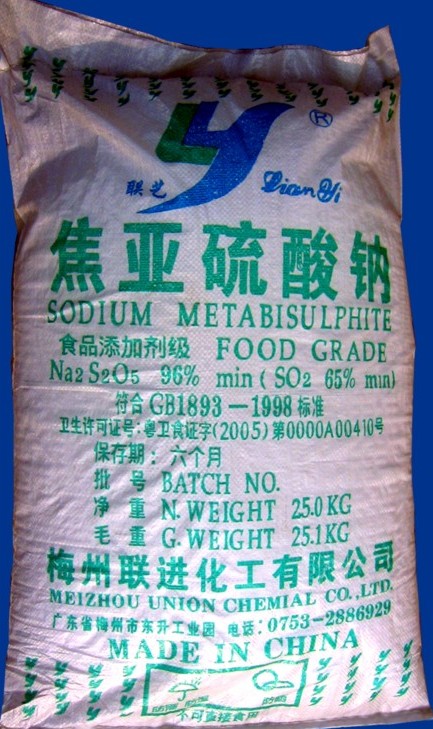 ®
联艺 Lian Yi
焦亚硫酸钠
SODIUM METABISULPHITE
食品添加剂级 FOOD GRADE
Na2S2O5 96% min(SO2 65% min)
符合GB1893—1998标准
卫生许可证号:粤卫食证字(2005)第0000A00410号
保存期：六个月
批号 BATCH NO.
净重 N.WEIGHT 25.0KG
毛重 G.WEIGHT 25.1KG
梅州联进化工有限公司
MEIZHOU UNION CHEMIAL CO.,LTD.
广东省梅州市东升工业园 电话:0753-2886929
MADE IN CHINA
不可直接食用